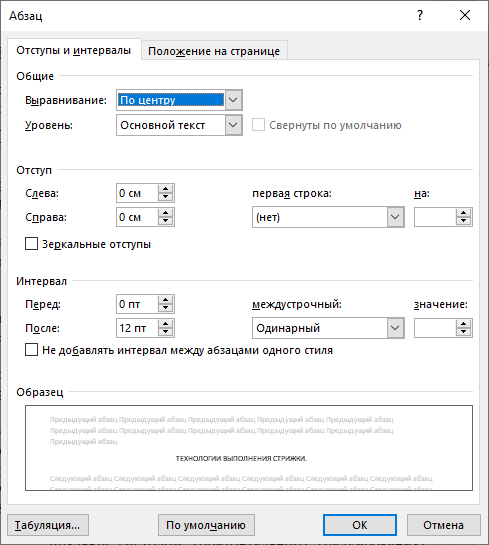 Абзац
Отступы и интервалы Положение на странице
Общие
Выравнивание: По центру
Уровень: Основной текст Свернуты по умолчанию
Отступ
Слева: 0 см первая строка: на:
Справа: 0 см (нет)
Зеркальные отступы
Интервал
Перед: 0 пт междустрочный: значение:
После: 12 пт Одинарный
Не добавлять интервал между абзацами одного стиля
Образец
Предыдущий абзац Предыдущий абзац Предыдущий абзац Предыдущий абзац Предыдущий абзац
Предыдущий абзац Предыдущий абзац Предыдущий абзац Предыдущий абзац Предыдущий абзац
Предыдущий абзац
ТЕХНОЛОГИИ ВЫПОЛНЕНИЯ СТРИЖКИ.
Следующий абзац Следующий абзац Следующий абзац Следующий абзац Следующий абзац
Следующий абзац Следующий абзац Следующий абзац Следующий абзац Следующий абзац
Табуляция... По умолчанию ОК Отмена